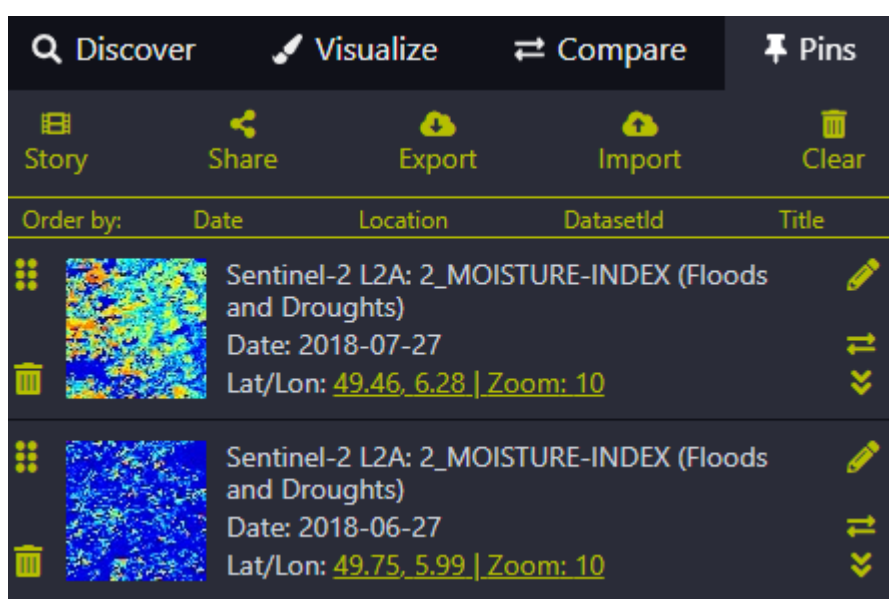 Discover Visualize Compare Pins
Story Share Export Import Clear
Order by: Date Location DatasetId Title
Sentinel-2 L2A: 2_MOISTURE-INDEX (Floods
and Droughts)
Date: 2018-07-27
Lat/Lon: 49.46, 6.28 | Zoom: 10
Sentinel-2 L2A: 2_MOISTURE-INDEX (Floods
and Droughts)
Date: 2018-06-27
Lat/Lon: 49.75, 5.99 | Zoom: 10